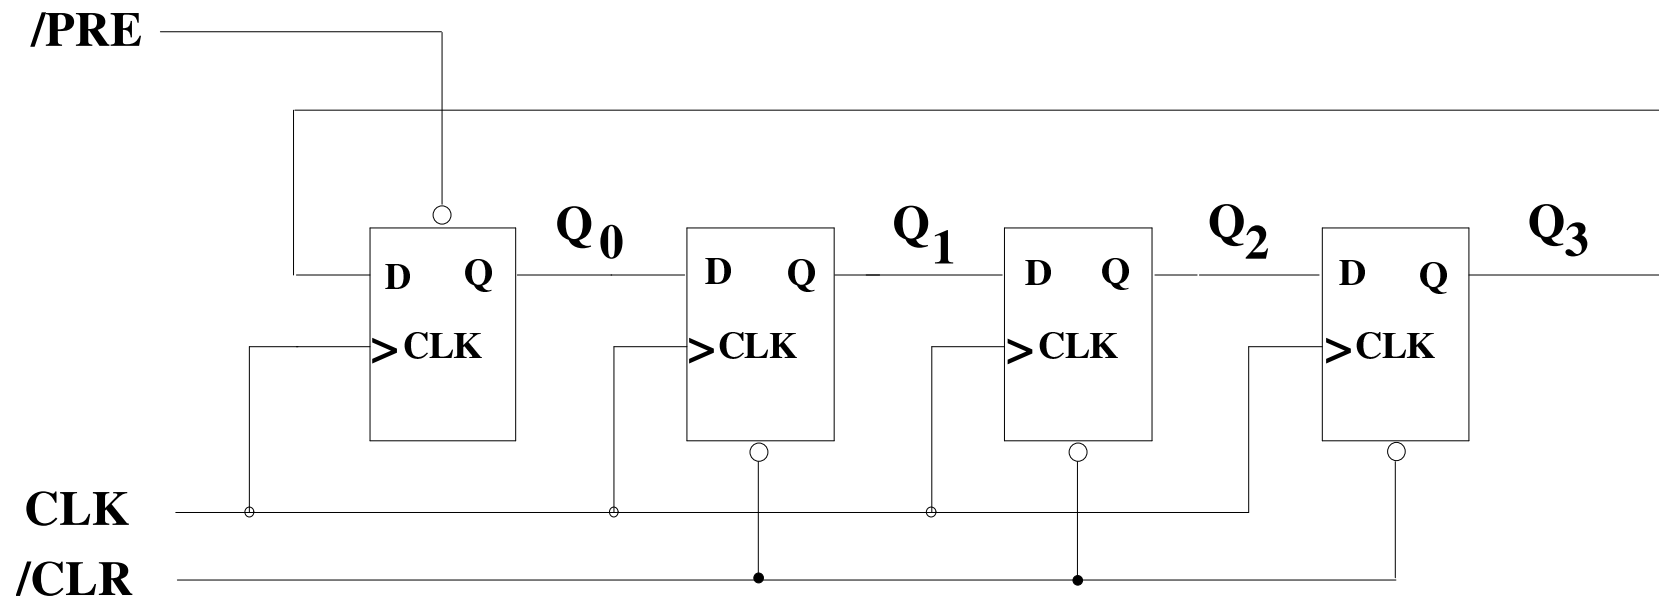 /PRE
Q0 Q1 Q2 Q3
D Q D Q D Q D Q
>CLK >CLK >CLK >CLK
CLK
/CLR